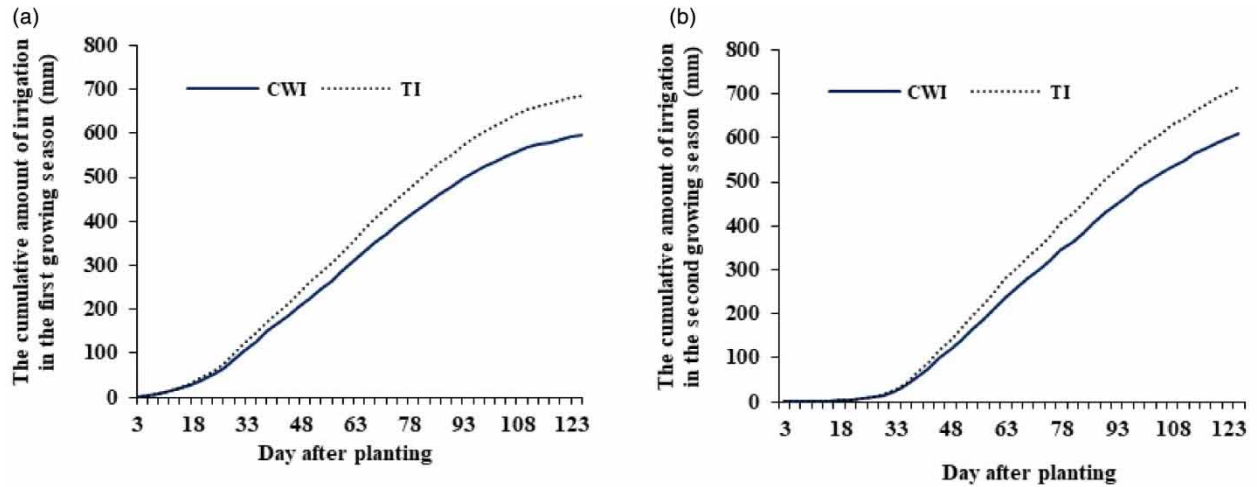 (a)
The cumulative amount of irrigation
in the first growing season (mm)
800
700
600
500
400
300
200
100
0
CWI
TI
3 18 33 48 63 78 93 108 123
Day after planting
(b)
The cumulative amount of irrigation
in the second growing season (mm)
800
700
600
500
400
300
200
100
0
CWI
TI
3 18 33 48 63 78 93 108 123
Day after planting